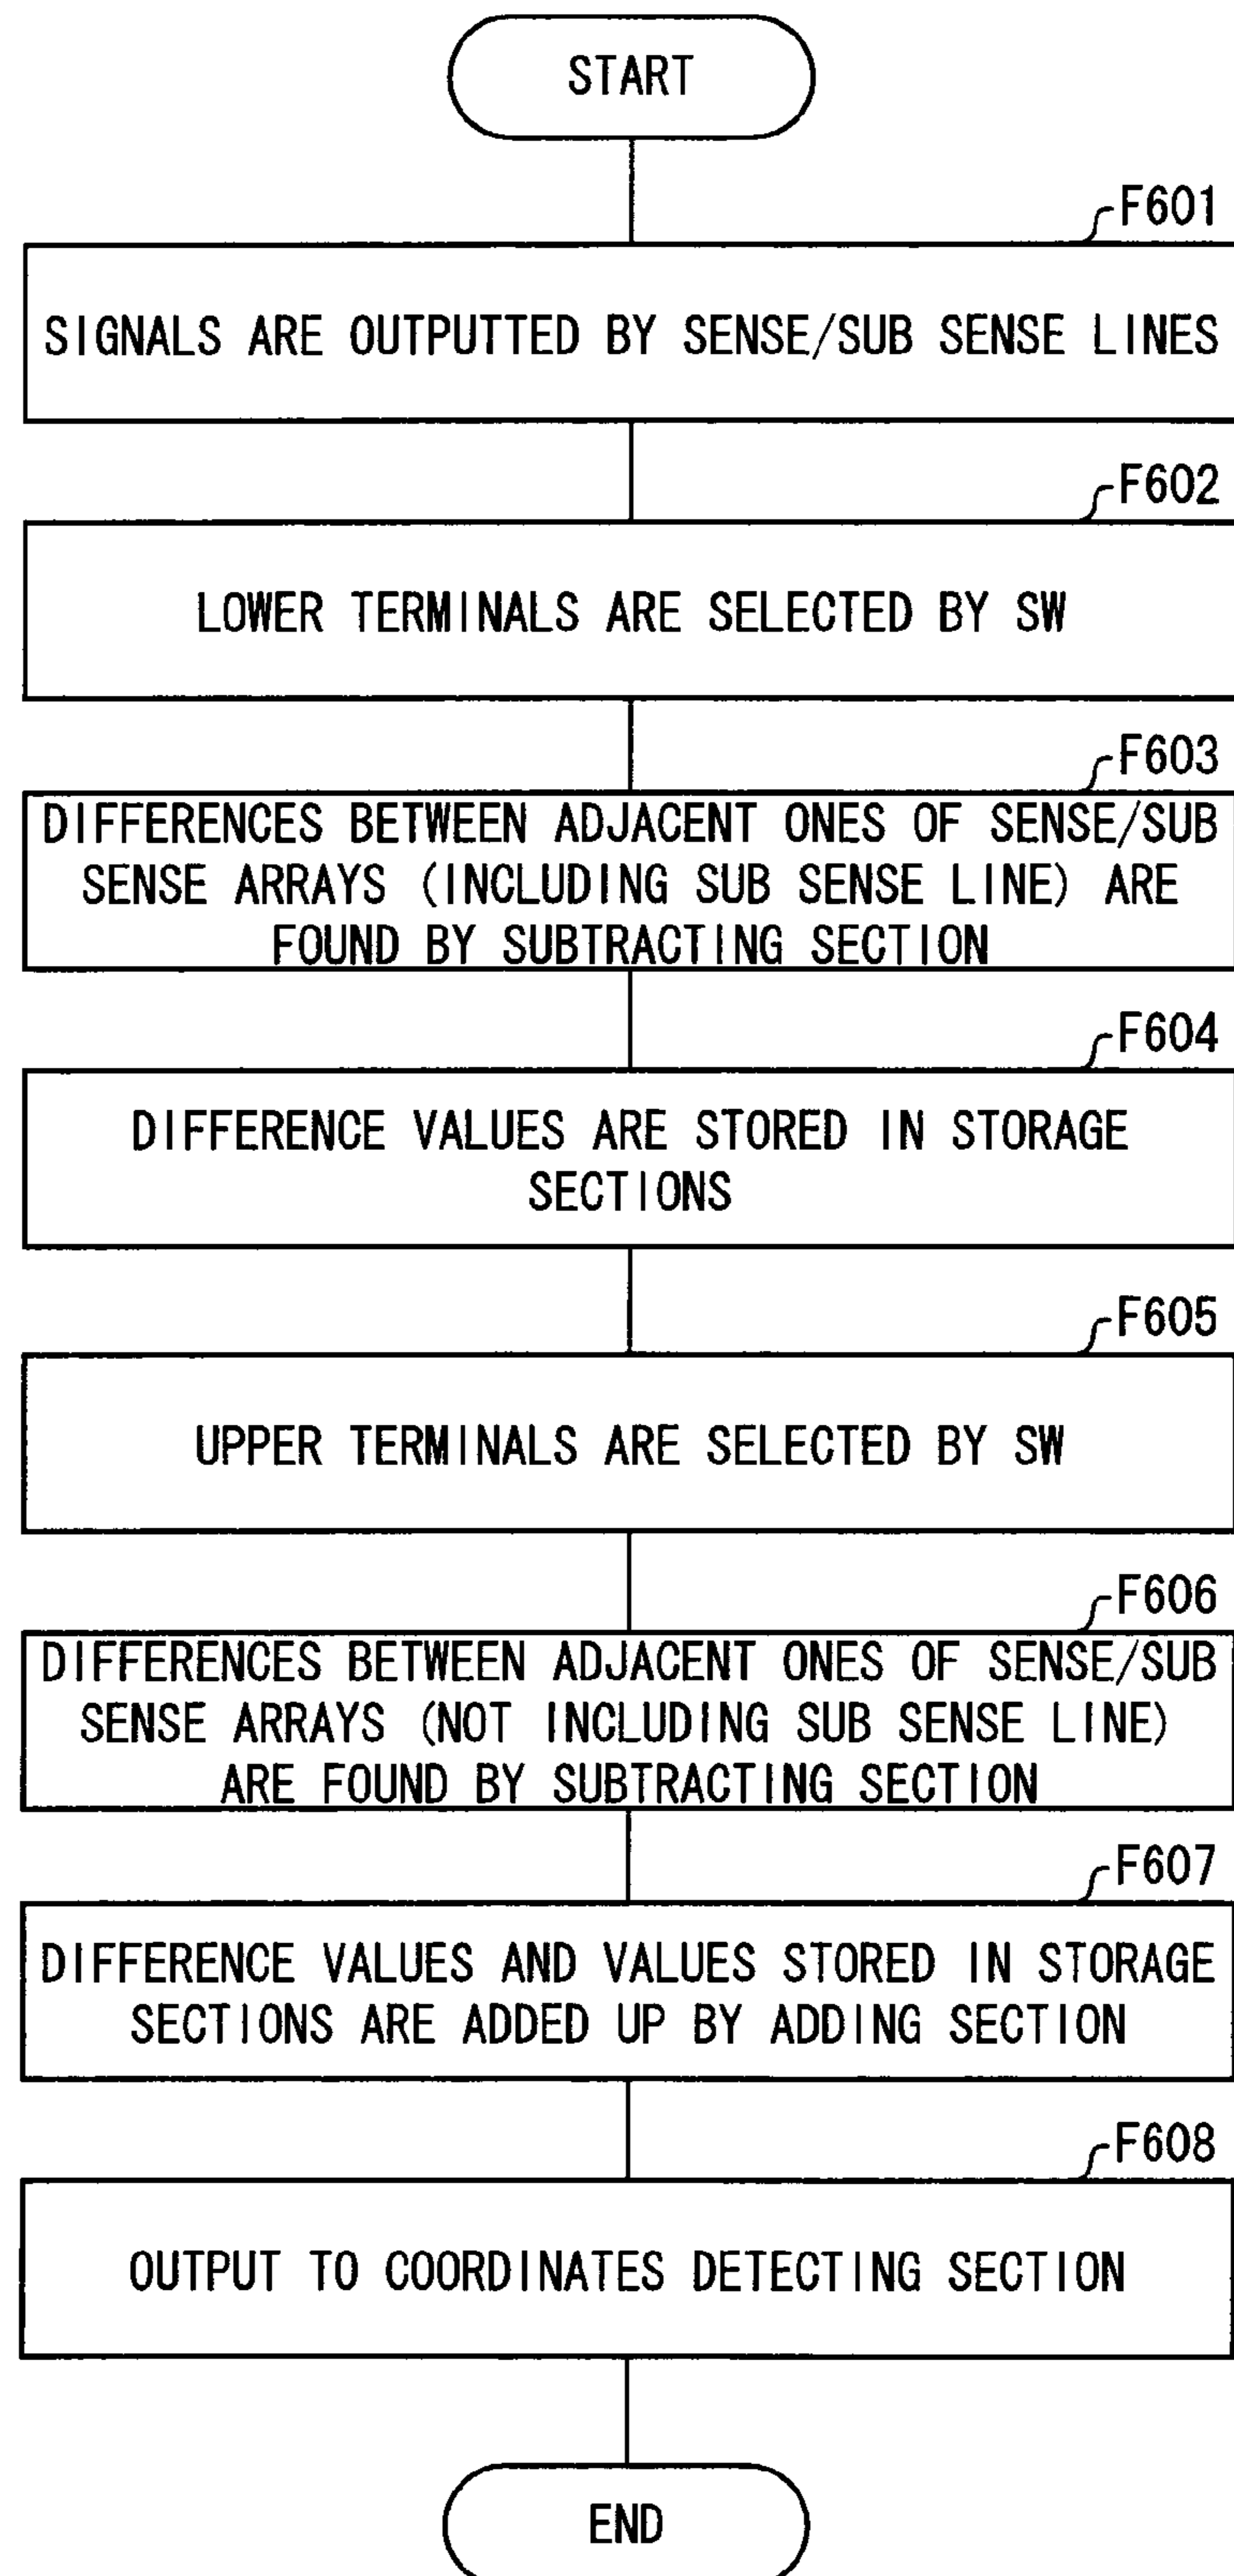 START
F601
SIGNALS ARE OUTPUTTED BY SENSE/SUB SENSE LINES
F602
LOWER TERMINALS ARE SELECTED BY SW
F603
DIFFERENCES BETWEEN ADJACENT ONES OF SENSE/SUB
SENSE ARRAYS (INCLUDING SUB SENSE LINE) ARE
FOUND BY SUBTRACTING SECTION
F604
DIFFERENCE VALUES ARE STORED IN STORAGE
SECTIONS
F605
UPPER TERMINALS ARE SELECTED BY SW
F606
DIFFERENCES BETWEEN ADJACENT ONES OF SENSE/SUB
SENSE ARRAYS (NOT INCLUDING SUB SENSE LINE)
ARE FOUND BY SUBTRACTING SECTION
F607
DIFFERENCE VALUES AND VALUES STORED IN STORAGE
SECTIONS ARE ADDED UP BY ADDING SECTION
F608
OUTPUT TO COORDINATES DETECTING SECTION
END